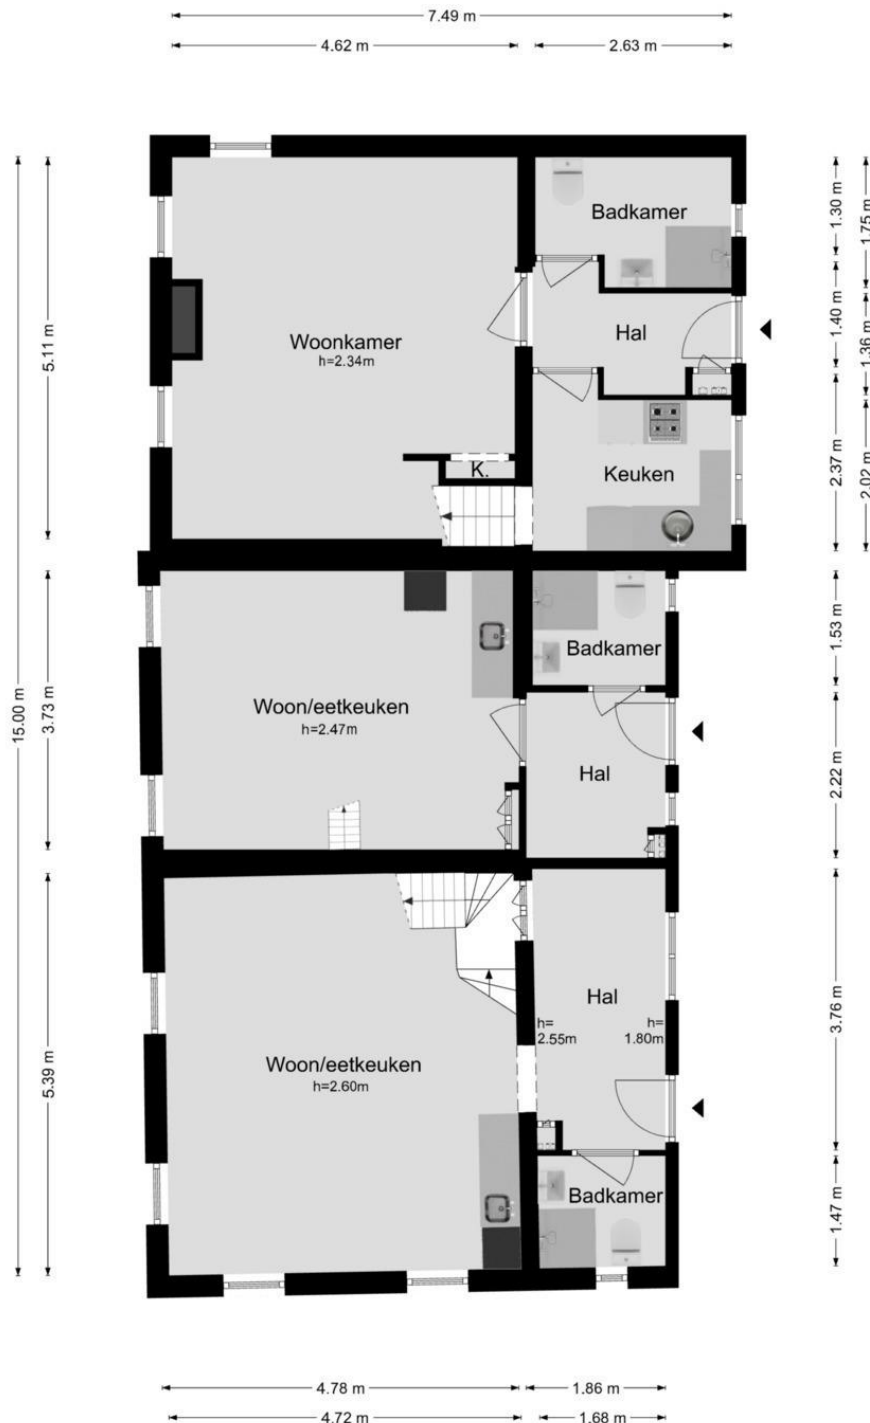 7.49 m
4.62 m
2.63 m
Badkamer
1.30 m
1.75 m
Woonkamer
h=2.34m
Hal
5.11 m
1.40 m
1.36 m
K.
Keuken
2.37 m
2.02 m
15.00 m
3.73 m
Woon/eetkeuken
h=2.47m
Badkamer
1.53 m
Hal
2.22 m
5.39 m
Woon/eetkeuken
h=2.60m
Hal
h=
2.55m
h=
1.80m
3.76 m
Badkamer
1.47 m
4.78 m
1.86 m
4.72 m
1.68 m